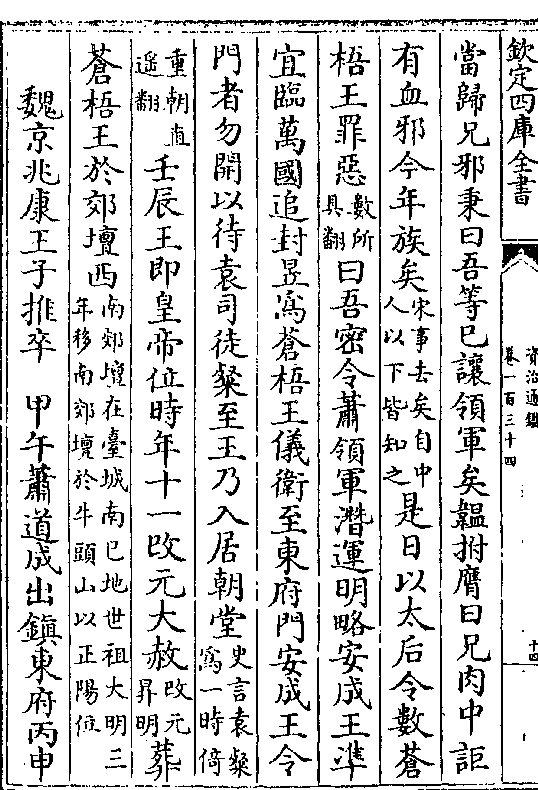 欽定四庫全書
資治通鑑
卷一百三十四
十四
當歸兄邪秉曰吾等已讓領軍矣韞拊膺曰兄肉中詎
有血邪今年族矣宋事去矣自中人以下皆知之是日以太后令數蒼
梧王罪惡數所具翻曰吾密令蕭領軍潛運明略安成王準
宜臨萬國追封昱為蒼梧王儀衛至東府門安成王令
門者勿開以待袁司徒粲至王乃入居朝堂史言袁粲為一時倚
重朝直遥翻壬辰王即皇帝位時年十一改元大赦改元昇明葬
蒼梧王於郊壇西南郊壇在臺城南巳地世祖大明三年移南郊壇於牛頭山以正陽位
魏京兆康王子推卒 甲午蕭道成出鎮東府丙申